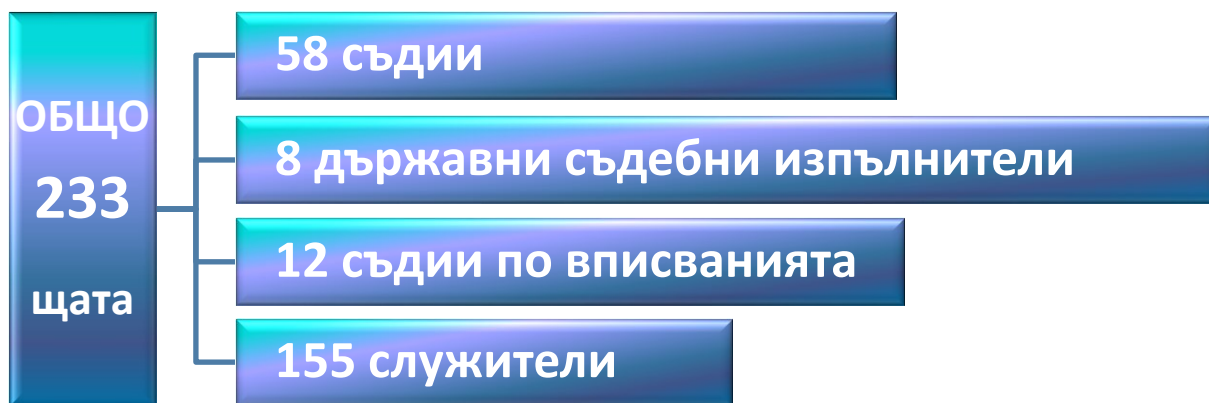 ОБЩО
233
щата
58 съдии
8 държавни съдебни изпълнители
12 съдии по вписванията
155 служители